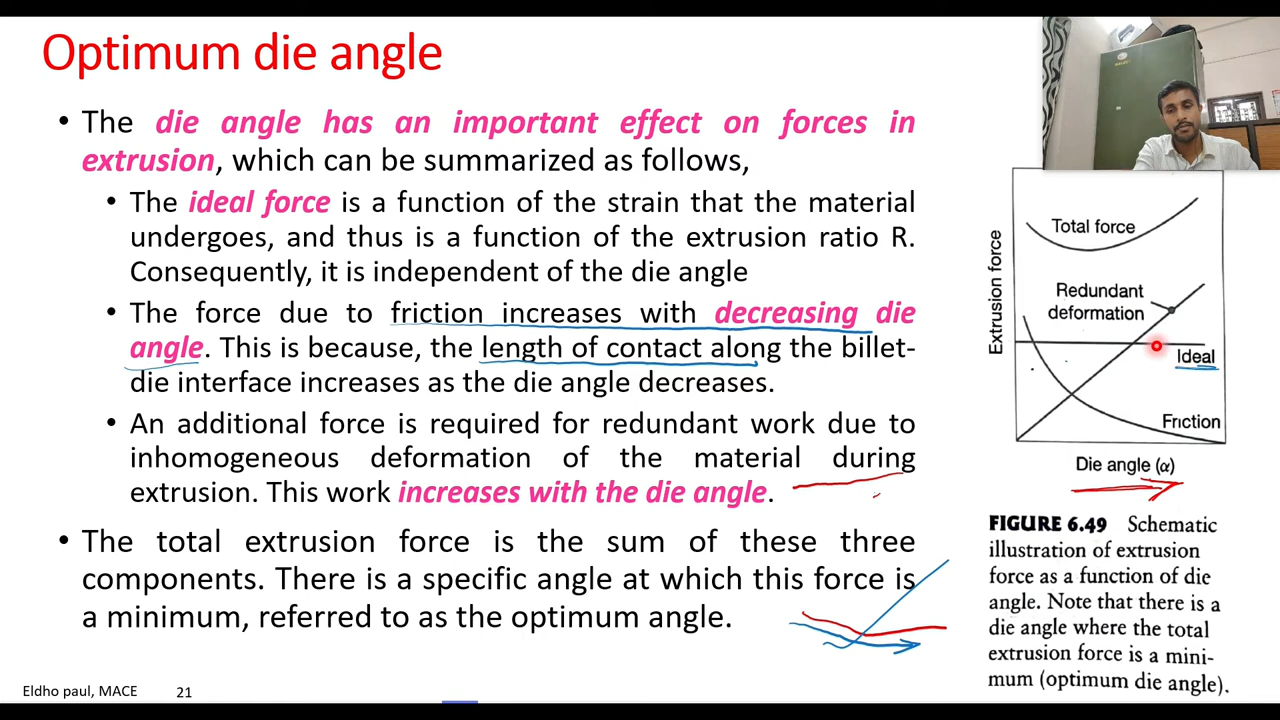 Optimum die angle
• The die angle has an important effect on forces in
extrusion, which can be summarized as follows,
• The ideal force is a function of the strain that the material
undergoes, and thus is a function of the extrusion ratio R.
Consequently, it is independent of the die angle
• The force due to friction increases with decreasing die
angle. This is because, the length of contact along the billet-
die interface increases as the die angle decreases.
• An additional force is required for redundant work due to
inhomogeneous deformation of the material during
extrusion. This work increases with the die angle.
• The total extrusion force is the sum of these three
components. There is a specific angle at which this force is
a minimum, referred to as the optimum angle.
Eldho paul, MACE
21
Extrusion force
Total force
Redundant
deformation
Ideal
Friction
Die angle (α)
FIGURE 6.49 Schematic
illustration of extrusion
force as a function of die
angle. Note that there is a
die angle where the total
extrusion force is a mini-
mum (optimum die angle).